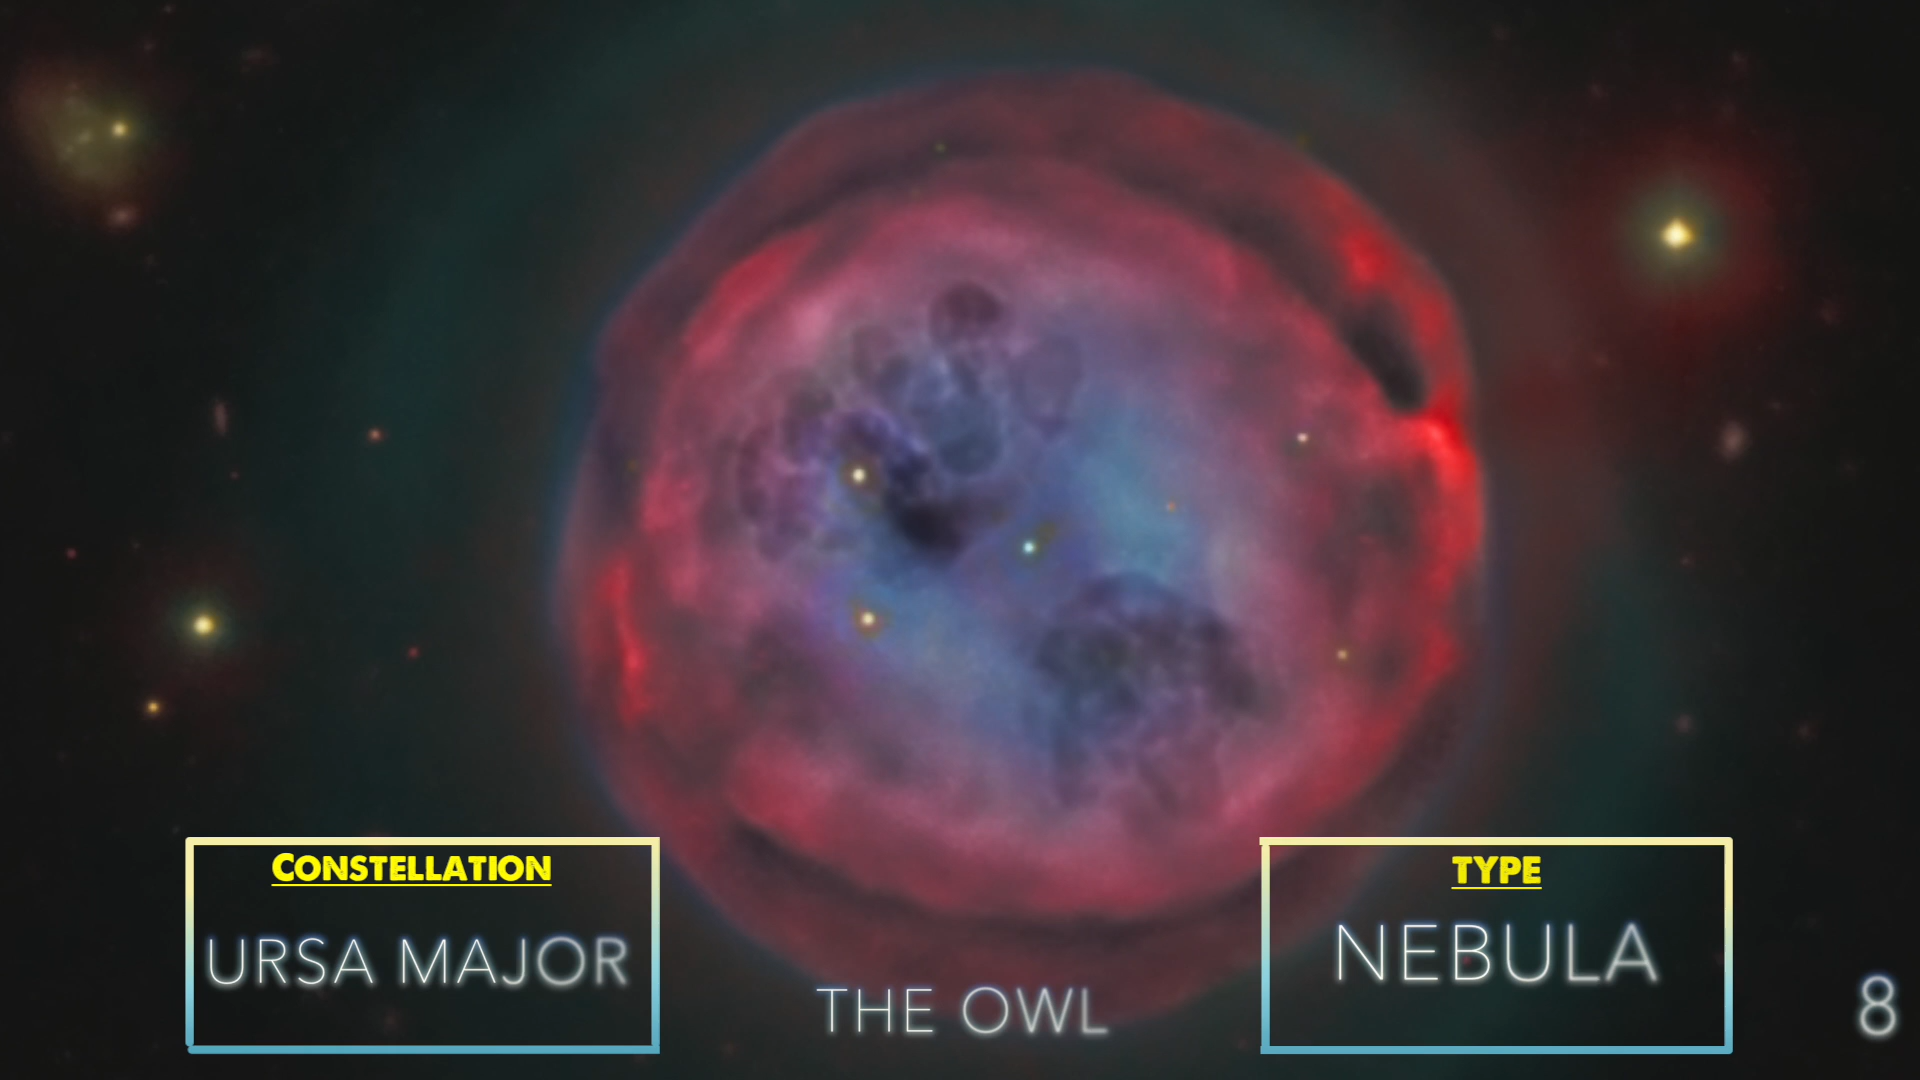 CONSTELLATION
URSA MAJOR
THE OWL
TYPE
NEBULA
8